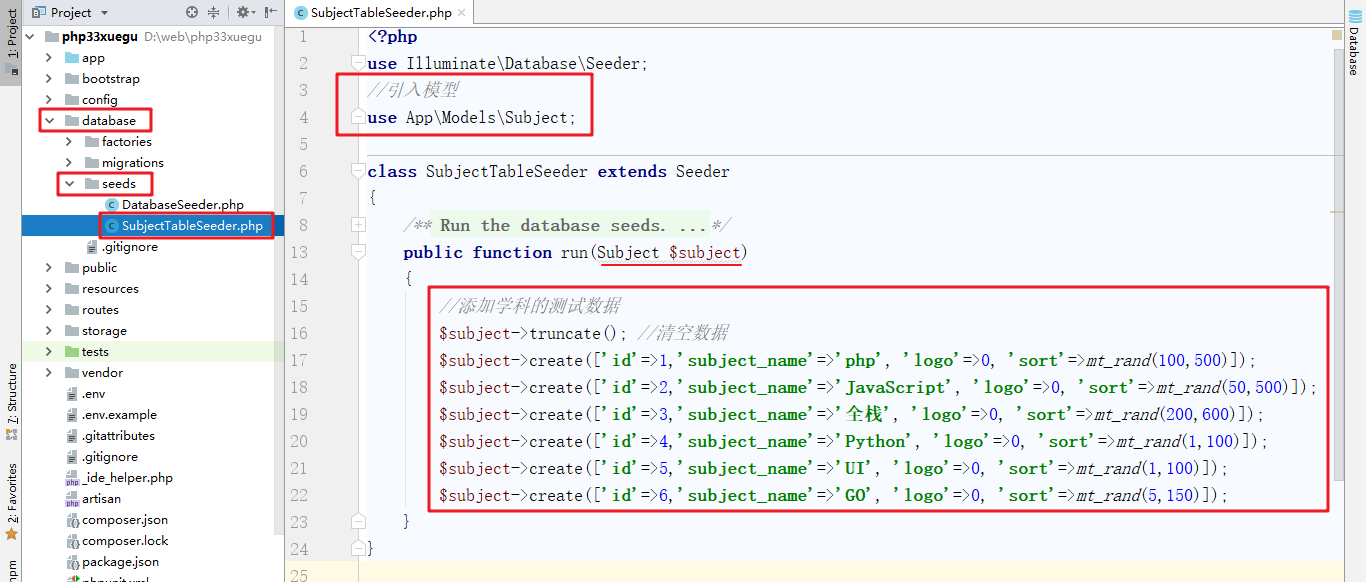 1: Project
7: Structure
2: Favorites
npm
Project
php33xuegu D:\web\php33xuegu
app
bootstrap
config
database
factories
migrations
seeds
DatabaseSeeder.php
SubjectTableSeeder.php
.gitignore
public
resources
routes
storage
tests
vendor
.env
.env.example
.gitattributes
.gitignore
_ide_helper.php
artisan
composer.json
composer.lock
package.json
phpunit.xml
SubjectTableSeeder.php
1 <?php
2 use Illuminate\Database\Seeder;
3 //引入模型
4 use App\Models\Subject;
5
6 class SubjectTableSeeder extends Seeder
7 {
8 /** Run the database seeds. ...*/
13 public function run(Subject $subject)
14 {
15 //添加学科的测试数据
16 $subject->truncate(); //清空数据
17 $subject->create(['id'=>1,'subject_name'=>'php', 'logo'=>0, 'sort'=>mt_rand(100,500)]);
18 $subject->create(['id'=>2,'subject_name'=>'JavaScript', 'logo'=>0, 'sort'=>mt_rand(50,500)]);
19 $subject->create(['id'=>3,'subject_name'=>'全栈', 'logo'=>0, 'sort'=>mt_rand(200,600)]);
20 $subject->create(['id'=>4,'subject_name'=>'Python', 'logo'=>0, 'sort'=>mt_rand(1,100)]);
21 $subject->create(['id'=>5,'subject_name'=>'UI', 'logo'=>0, 'sort'=>mt_rand(1,100)]);
22 $subject->create(['id'=>6,'subject_name'=>'GO', 'logo'=>0, 'sort'=>mt_rand(5,150)]);
23 }
24 }
25
Database